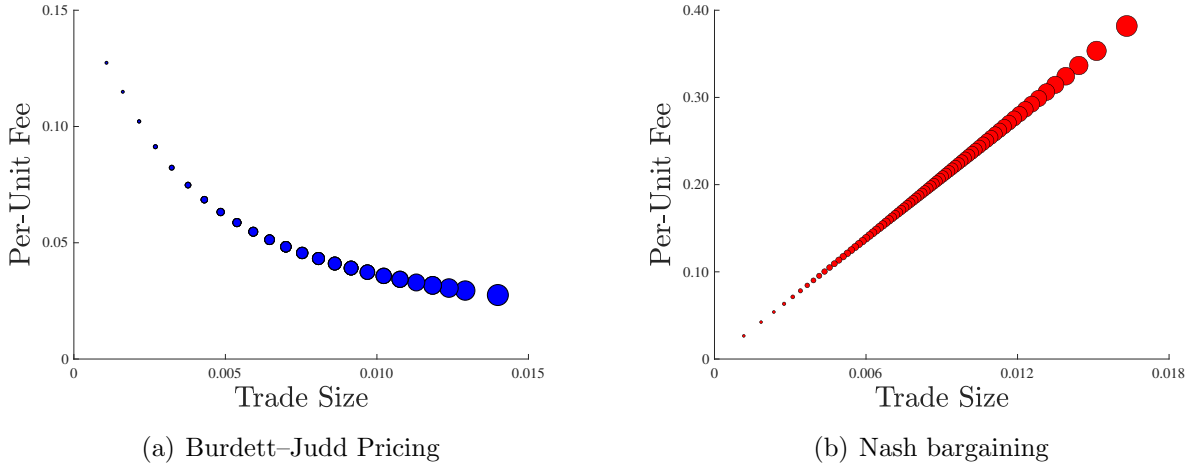 0.15
0.10
0.05
0
0
0.005
0.010
0.015
Per-Unit Fee
Trade Size
(a) Burdett–Judd Pricing
0.40
0.30
0.20
0.10
0
0
0.006
0.012
0.018
Per-Unit Fee
Trade Size
(b) Nash bargaining